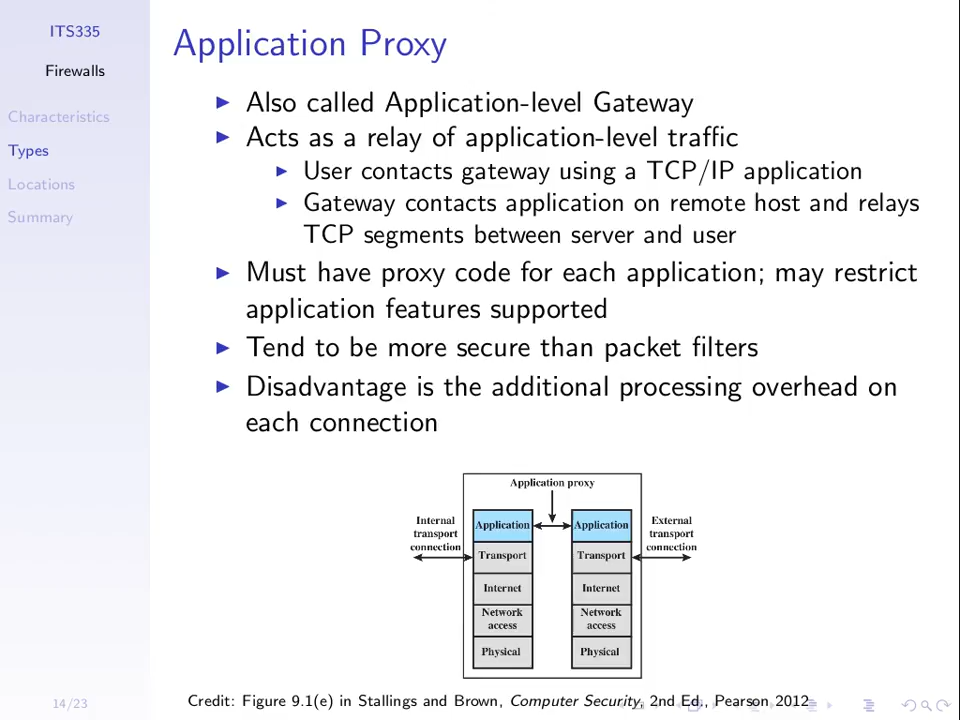 ITS335
Firewalls
Characteristics
Types
Locations
Summary
Application Proxy
Also called Application-level Gateway
Acts as a relay of application-level traffic
User contacts gateway using a TCP/IP application
Gateway contacts application on remote host and relays
TCP segments between server and user
Must have proxy code for each application; may restrict
application features supported
Tend to be more secure than packet filters
Disadvantage is the additional processing overhead on
each connection
Application proxy
Internal
transport
connection
Application
Transport
Internet
Network
access
Physical
Application
Transport
Internet
Network
access
Physical
External
transport
connection
Credit: Figure 9.1(e) in Stallings and Brown, Computer Security, 2nd Ed., Pearson 2012
14/23